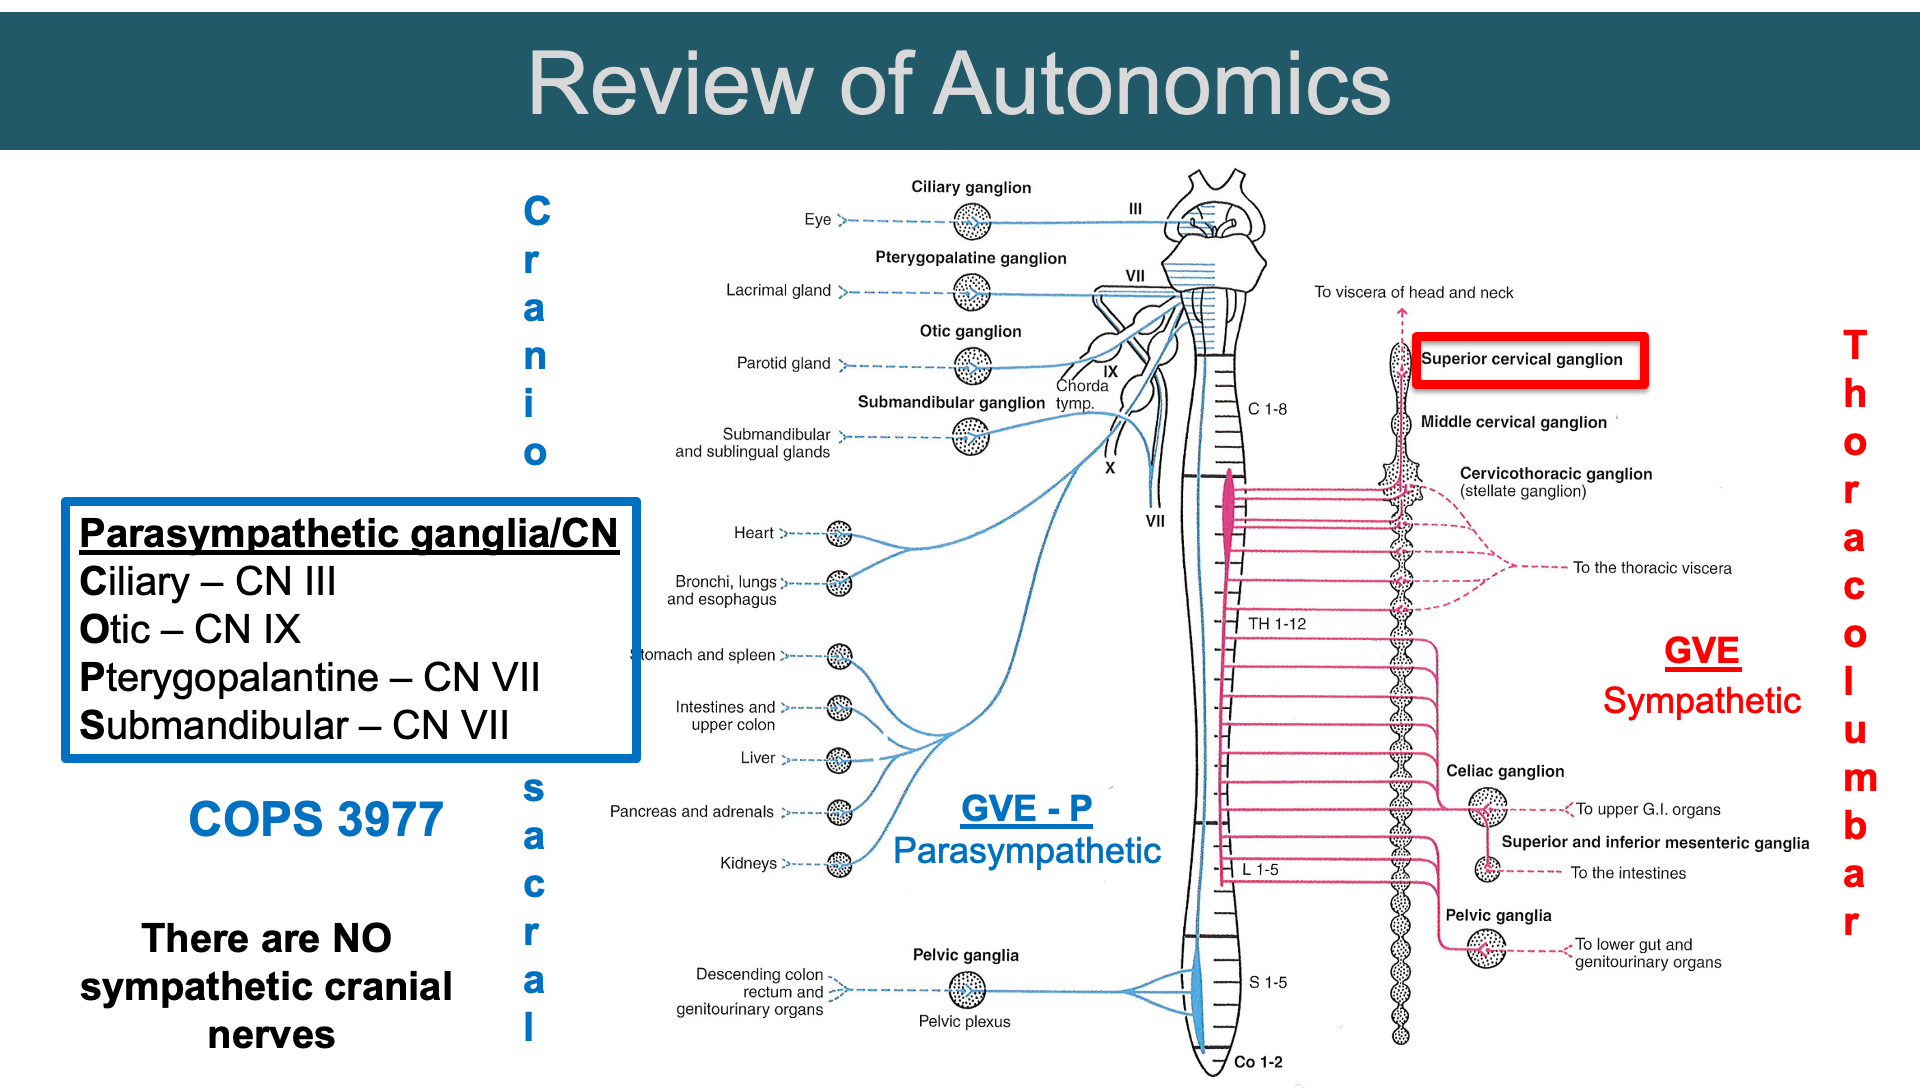 Review of Autonomics
Cranio
sacral
Parasympathetic ganglia/CN
Ciliary – CN III
Otic – CN IX
Pterygopalantine – CN VII
Submandibular – CN VII
COPS 3977
There are NO
sympathetic cranial
nerves
Ciliary ganglion
Eye
III
Pterygopalatine ganglion
VII
Lacrimal gland
Otic ganglion
Parotid gland
IX
Chorda
tymp.
Submandibular ganglion
Submandibular
and sublingual glands
X
VII
Heart
Bronchi, lungs
and esophagus
Stomach and spleen
Intestines and
upper colon
Liver
Pancreas and adrenals
Kidneys
GVE - P
Parasympathetic
Pelvic ganglia
Descending colon
rectum and
genitourinary organs
Pelvic plexus
C 1-8
TH 1-12
L 1-5
S 1-5
Co 1-2
To viscera of head and neck
Superior cervical ganglion
Middle cervical ganglion
Cervicothoracic ganglion
(stellate ganglion)
To the thoracic viscera
GVE
Sympathetic
Celiac ganglion
To upper G.I. organs
Superior and inferior mesenteric ganglia
To the intestines
Pelvic ganglia
To lower gut and
genitourinary organs
Thoracolumbar